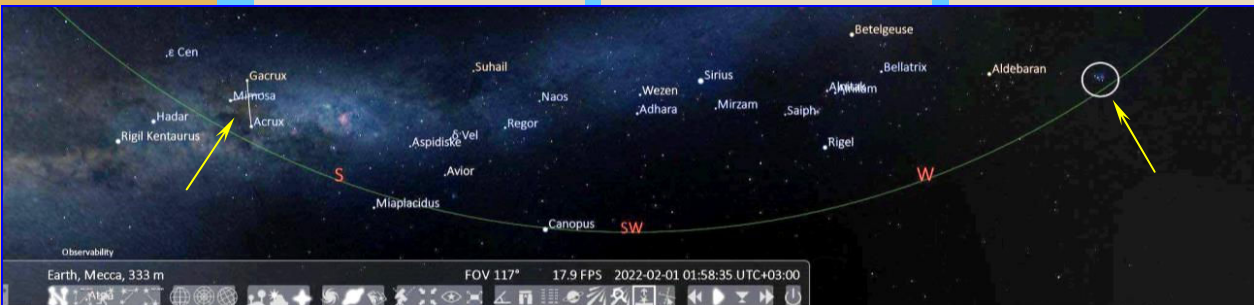 Betelgeuse
ε Cen
Suhail
Bellatrix
Aldebaran
Gacrux
Sirius
Mimosa
Naos
Wezen
Adhara
Mirzam
Saiph
Hadar
Acrux
Regor
Rigil Kentaurus
δ Vel
Aspidiske
Rigel
Avior
S
W
Miaplacidus
Canopus
SW
Observability
Earth, Mecca, 333 m FOV 117° 17.9 FPS 2022-02-01 01:58:35 UTC+03:00